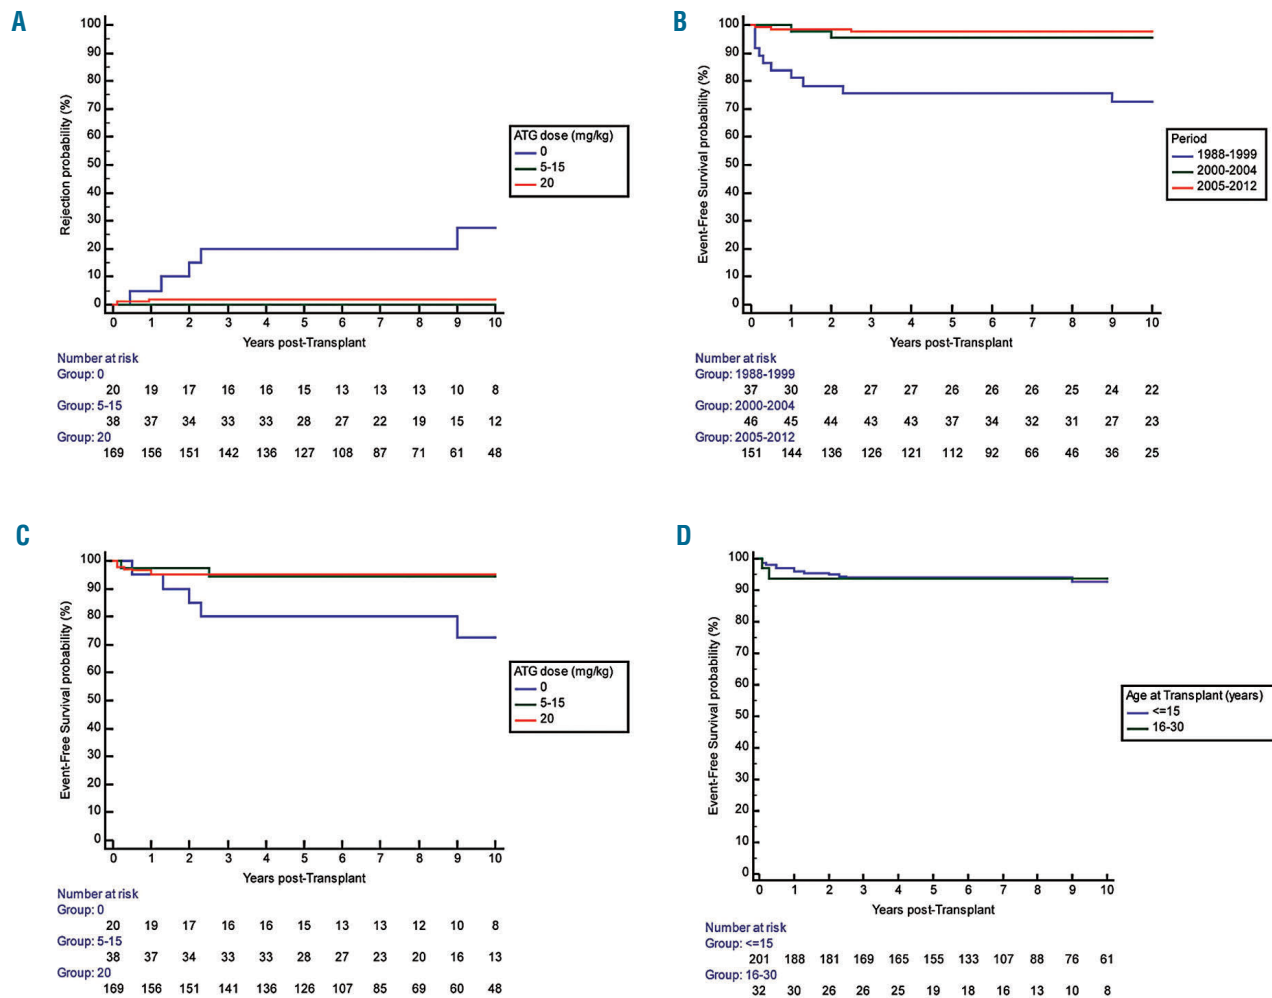 A
100
90
80
70
60
50
40
30
20
10
0
Rejection probability (%)
0 1 2 3 4 5 6 7 8 9 10
Years post-Transplant
ATG dose (mg/kg)
0
5-15
20
Number at risk
Group: 0
20 19 17 16 16 15 13 13 13 10 8
Group: 5-15
38 37 34 33 33 28 27 22 19 15 12
Group: 20
169 156 151 142 136 127 108 87 71 61 48
B
100
90
80
70
60
50
40
30
20
10
0
Event-Free Survival probability (%)
0 1 2 3 4 5 6 7 8 9 10
Years post-Transplant
Period
1988-1999
2000-2004
2005-2012
Number at risk
Group: 1988-1999
37 30 28 27 27 26 26 26 25 24 22
Group: 2000-2004
46 45 44 43 43 37 34 32 31 27 23
Group: 2005-2012
151 144 136 126 121 112 92 66 46 36 25
C
100
90
80
70
60
50
40
30
20
10
0
Event-Free Survival probability (%)
0 1 2 3 4 5 6 7 8 9 10
Years post-Transplant
ATG dose (mg/kg)
0
5-15
20
Number at risk
Group: 0
20 19 17 16 16 15 13 13 12 10 8
Group: 5-15
38 37 34 33 33 28 27 23 20 16 13
Group: 20
169 156 151 141 136 126 107 85 69 60 48
D
100
90
80
70
60
50
40
30
20
10
0
Event-Free Survival probability (%)
0 1 2 3 4 5 6 7 8 9 10
Years post-Transplant
Age at Transplant (years)
<=15
16-30
Number at risk
Group: <=15
201 188 181 169 165 155 133 107 88 76 61
Group: 16-30
32 30 26 26 25 19 18 16 13 10 8